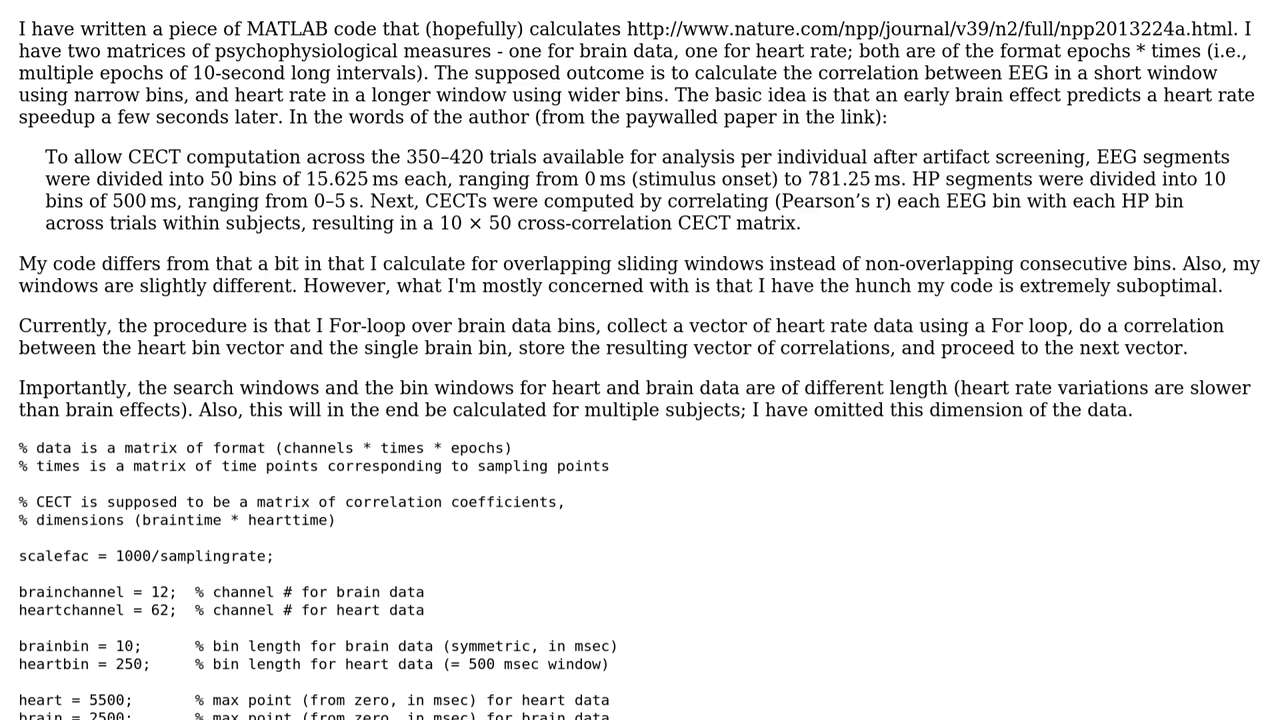 I have written a piece of MATLAB code that (hopefully) calculates http://www.nature.com/npp/journal/v39/n2/full/npp2013224a.html. I
have two matrices of psychophysiological measures - one for brain data, one for heart rate; both are of the format epochs * times (i.e.,
multiple epochs of 10-second long intervals). The supposed outcome is to calculate the correlation between EEG in a short window
using narrow bins, and heart rate in a longer window using wider bins. The basic idea is that an early brain effect predicts a heart rate
speedup a few seconds later. In the words of the author (from the paywalled paper in the link):
To allow CECT computation across the 350–420 trials available for analysis per individual after artifact screening, EEG segments
were divided into 50 bins of 15.625 ms each, ranging from 0 ms (stimulus onset) to 781.25 ms. HP segments were divided into 10
bins of 500 ms, ranging from 0–5 s. Next, CECTs were computed by correlating (Pearson’s r) each EEG bin with each HP bin
across trials within subjects, resulting in a 10 × 50 cross-correlation CECT matrix.
My code differs from that a bit in that I calculate for overlapping sliding windows instead of non-overlapping consecutive bins. Also, my
windows are slightly different. However, what I'm mostly concerned with is that I have the hunch my code is extremely suboptimal.
Currently, the procedure is that I For-loop over brain data bins, collect a vector of heart rate data using a For loop, do a correlation
between the heart bin vector and the single brain bin, store the resulting vector of correlations, and proceed to the next vector.
Importantly, the search windows and the bin windows for heart and brain data are of different length (heart rate variations are slower
than brain effects). Also, this will in the end be calculated for multiple subjects; I have omitted this dimension of the data.
% data is a matrix of format (channels * times * epochs)
% times is a matrix of time points corresponding to sampling points
% CECT is supposed to be a matrix of correlation coefficients,
% dimensions (braintime * hearttime)
scalefac = 1000/samplingrate;
brainchannel = 12;  % channel # for brain data
heartchannel = 62;  % channel # for heart data
brainbin = 10;      % bin length for brain data (symmetric, in msec)
heartbin = 250;     % bin length for heart data (= 500 msec window)
heart = 5500;       % max point (from zero, in msec) for heart data
brain = 2500;       % max point (from zero, in msec) for brain data